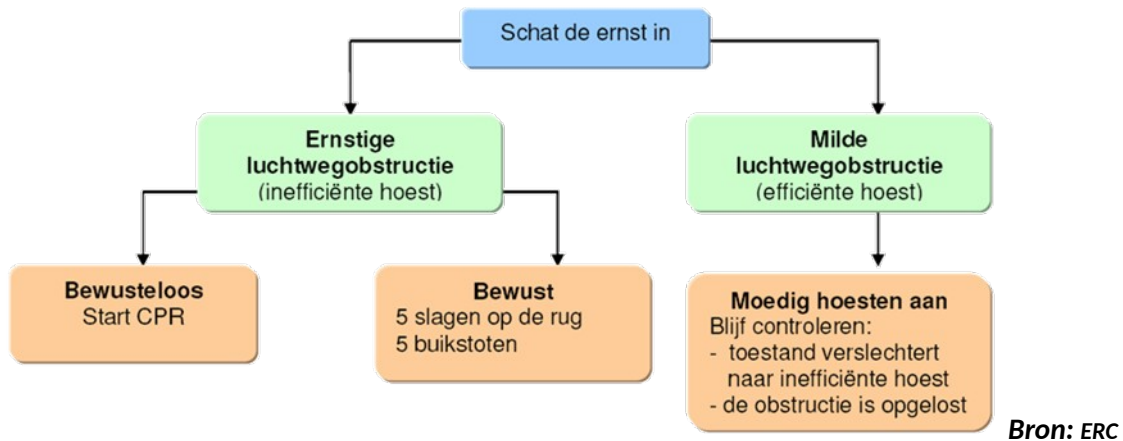 Schat de ernst in
Ernstige
luchtwegobstructie
(inefficiënte hoest)
Milde
luchtwegobstructie
(efficiënte hoest)
Bewusteloos
Start CPR
Bewust
5 slagen op de rug
5 buikstoten
Moedig hoesten aan
Blijf controleren:
- toestand verslechtert
naar inefficiënte hoest
- de obstructie is opgelost
Bron: ERC